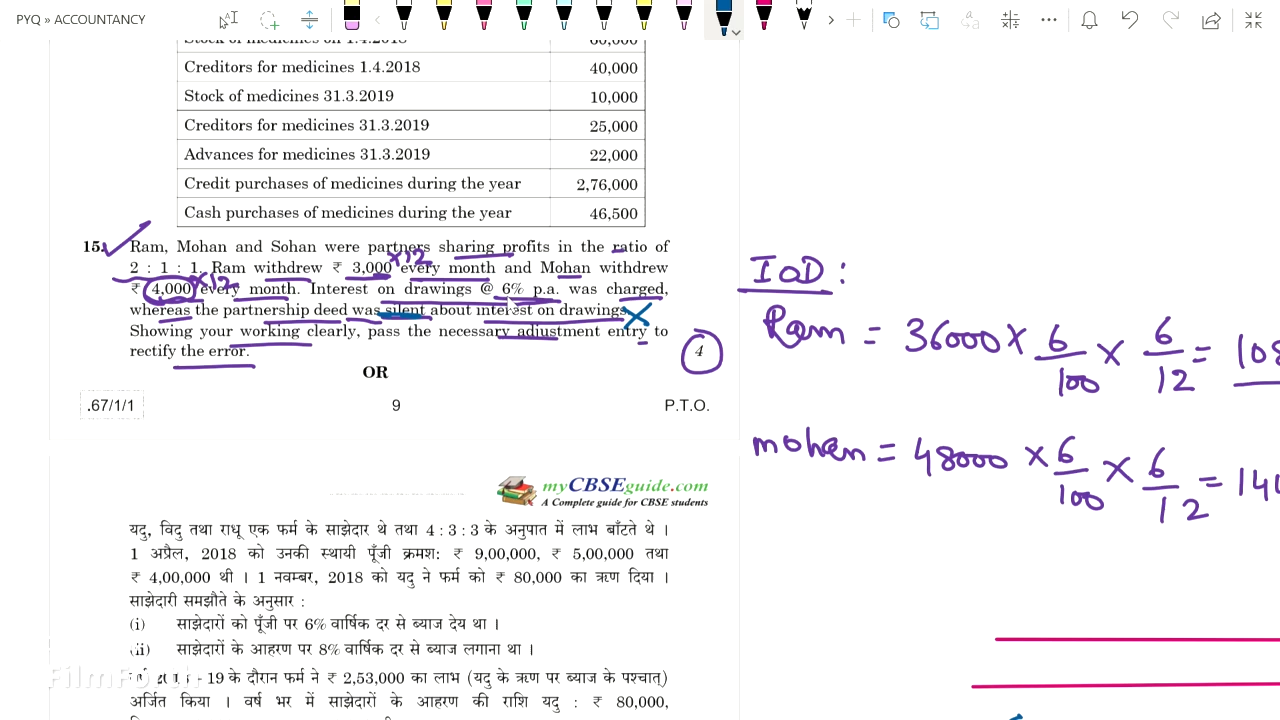 PYQ » ACCOUNTANCY
Creditors for medicines 1.4.2018 40,000
Stock of medicines 31.3.2019 10,000
Creditors for medicines 31.3.2019 25,000
Advances for medicines 31.3.2019 22,000
Credit purchases of medicines during the year 2,76,000
Cash purchases of medicines during the year 46,500
15. Ram, Mohan and Sohan were partners sharing profits in the ratio of
×12
2 : 1 : 1. Ram withdrew ₹ 3,000 every month and Mohan withdrew
×12
₹ 4,000 every month. Interest on drawings @ 6% p.a. was charged,
whereas the partnership deed was silent about interest on drawings.
Showing your working clearly, pass the necessary adjustment entry to
rectify the error. 4
OR
.67/1/1 9 P.T.O.
IOD :
Ram = 36000 × 6/100 × 6/12 = 108
mohan = 48000 × 6/100 × 6/12 = 144
myCBSEguide.com
A Complete guide for CBSE students
यदु, विदु तथा राधू एक फर्म के साझेदार थे तथा 4 : 3 : 3 के अनुपात में लाभ बाँटते थे ।
1 अप्रैल, 2018 को उनकी स्थायी पूँजी क्रमश: ₹ 9,00,000, ₹ 5,00,000 तथा
₹ 4,00,000 थी । 1 नवम्बर, 2018 को यदु ने फर्म को ₹ 80,000 का ऋण दिया ।
साझेदारी समझौते के अनुसार :
(i) साझेदारों को पूँजी पर 6% वार्षिक दर से ब्याज देय था ।
(ii) साझेदारों के आहरण पर 8% वार्षिक दर से ब्याज लगाना था ।
-19 के दौरान फर्म ने ₹ 2,53,000 का लाभ (यदु के ऋण पर ब्याज के पश्चात्)
अर्जित किया । वर्ष भर में साझेदारों के आहरण की राशि यदु : ₹ 80,000,
FilmForth